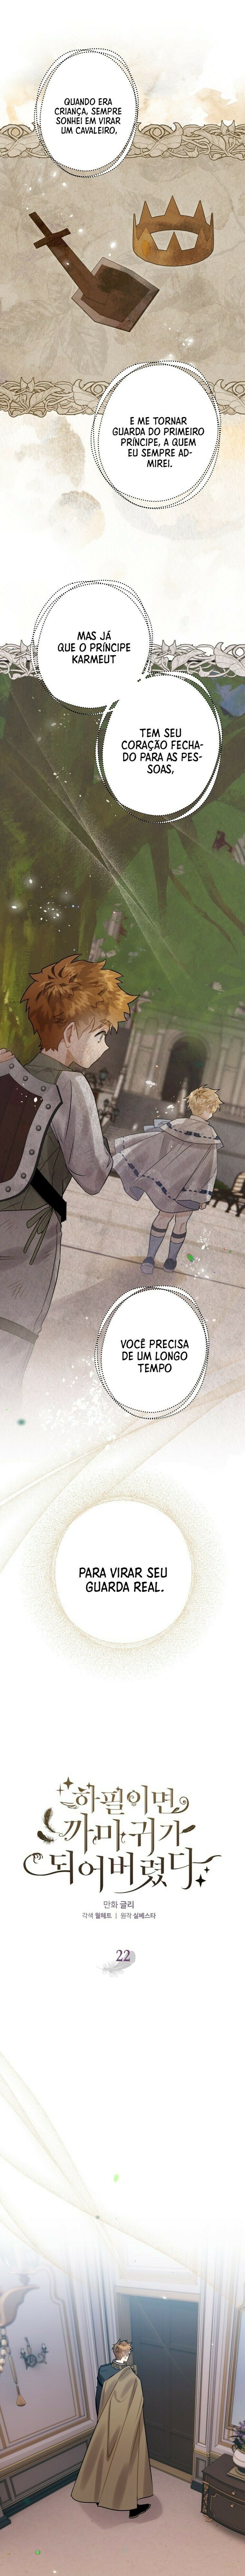 QUANDO ERA
CRIANÇA, SEMPRE
SONHEI EM VIRAR
UM CAVALEIRO,
E ME TORNAR
GUARDA DO PRIMEIRO
PRÍNCIPE, A QUEM
EU SEMPRE AD-
MIREI.
MAS JÁ
QUE O PRÍNCIPE
KARMEUT
TEM SEU
CORAÇÃO FECHA-
DO PARA AS PES-
SOAS,
VOCÊ PRECISA
DE UM LONGO
TEMPO
PARA VIRAR SEU
GUARDA REAL.
하필이면
까마귀가
되어버렸다
만화 글리
각색 월페트 | 원작 실베스타
22